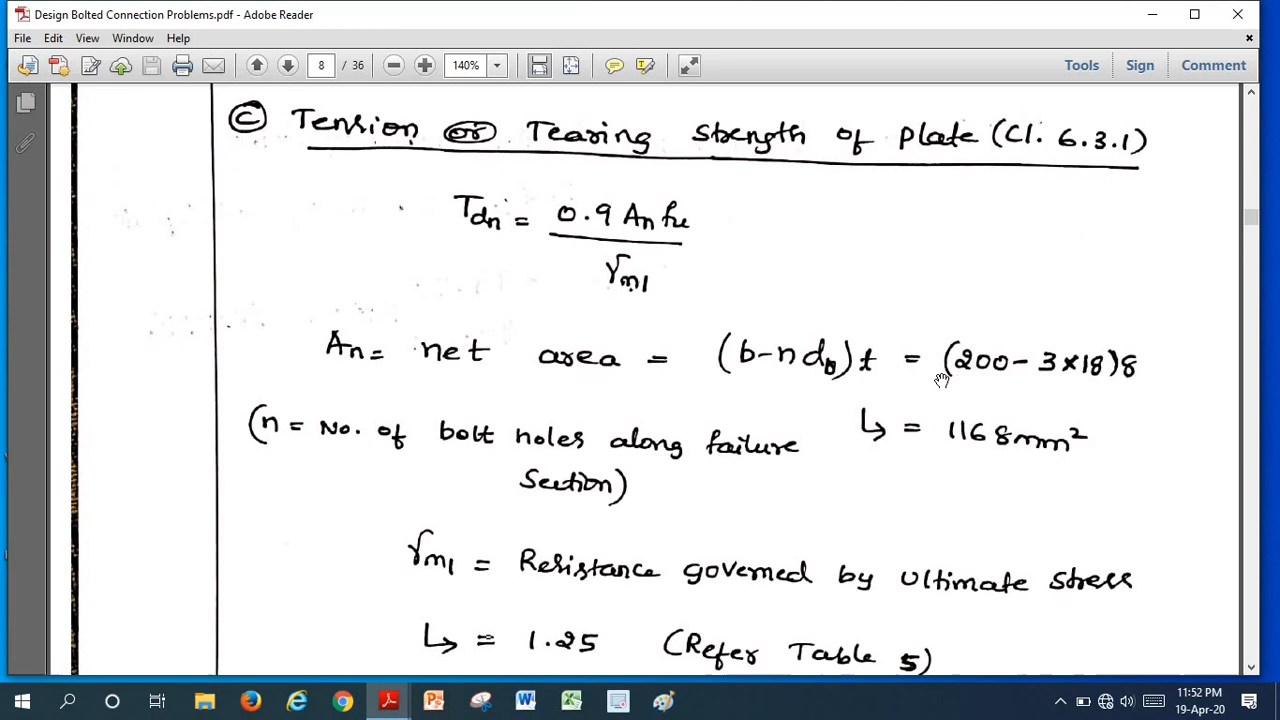 Design Bolted Connection Problems.pdf - Adobe Reader
File Edit View Window Help
8 / 36 140% Tools Sign Comment
(C) Tension (or) Tearing strength of plate (Cl. 6.3.1)
Tdn = 0.9 An fu
γm1
An = net area = (b-n do)t = (200 - 3×18)8
(n = No. of bolt holes along failure ↳ = 1168mm²
Section)
γm1 = Resistance governed by ultimate stress
↳ = 1.25 (Refer Table 5)
11:52 PM
19-Apr-20